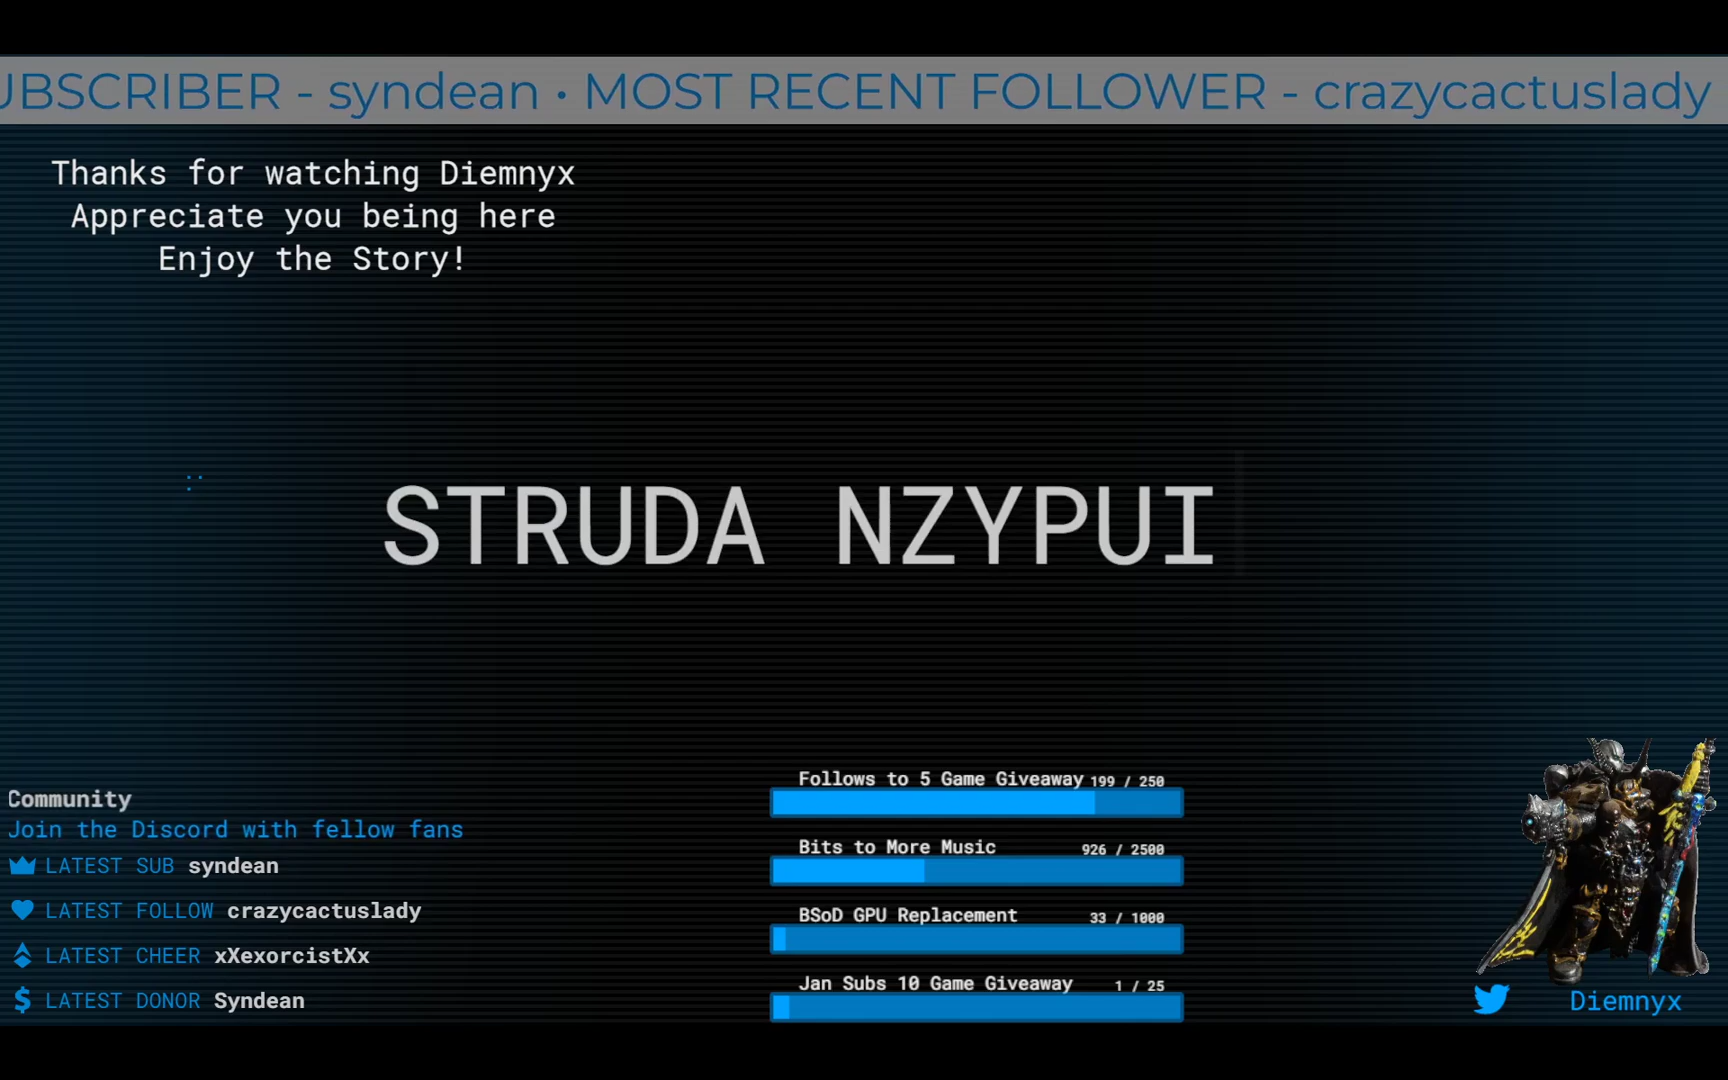 UBSCRIBER - syndean • MOST RECENT FOLLOWER - crazycactuslady
Thanks for watching Diemnyx
Appreciate you being here
Enjoy the Story!
STRUDA NZYPUI
Community
Join the Discord with fellow fans
LATEST SUB syndean
LATEST FOLLOW crazycactuslady
LATEST CHEER xXexorcistXx
LATEST DONOR Syndean
Follows to 5 Game Giveaway 199 / 250
Bits to More Music 926 / 2500
BSoD GPU Replacement 33 / 1000
Jan Subs 10 Game Giveaway 1 / 25
Diemnyx